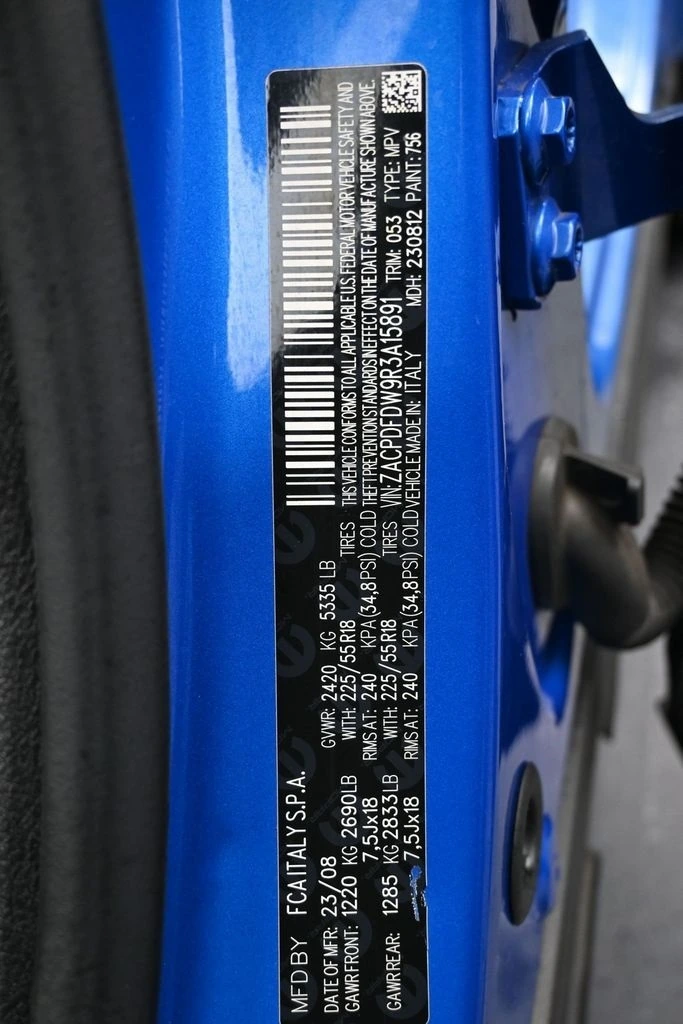 MFD BY FCA ITALY S.P.A.
DATE OF MFR: 23/08 GVWR: 2420 KG 5335 LB
GAWR FRONT: 1220 KG 2690LB WITH: 225/55R18 TIRES
7,5Jx18 RIMS AT: 240 KPA(34,8PSI) COLD
GAWR REAR: 1285 KG 2833LB WITH: 225/55R18 TIRES
7,5Jx18 RIMS AT: 240 KPA(34,8PSI) COLD
THIS VEHICLE CONFORMS TO ALL APPLICABLE U.S. FEDERAL MOTOR VEHICLE SAFETY AND
THEFT PREVENTION STANDARDS IN EFFECT ON THE DATE OF MANUFACTURE SHOWN ABOVE.
VIN:ZACPDFDW9R3A15891 TRIM: 053 TYPE: MPV
VEHICLE MADE IN: ITALY MDH: 230812 PAINT: 756